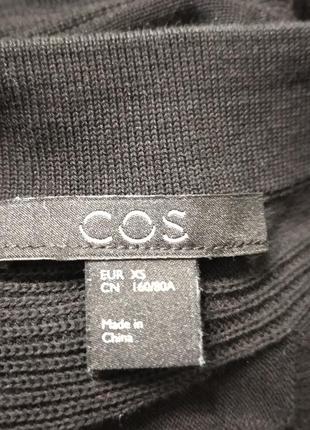 COS
EUR XS
CN 160/80A
Made in
China